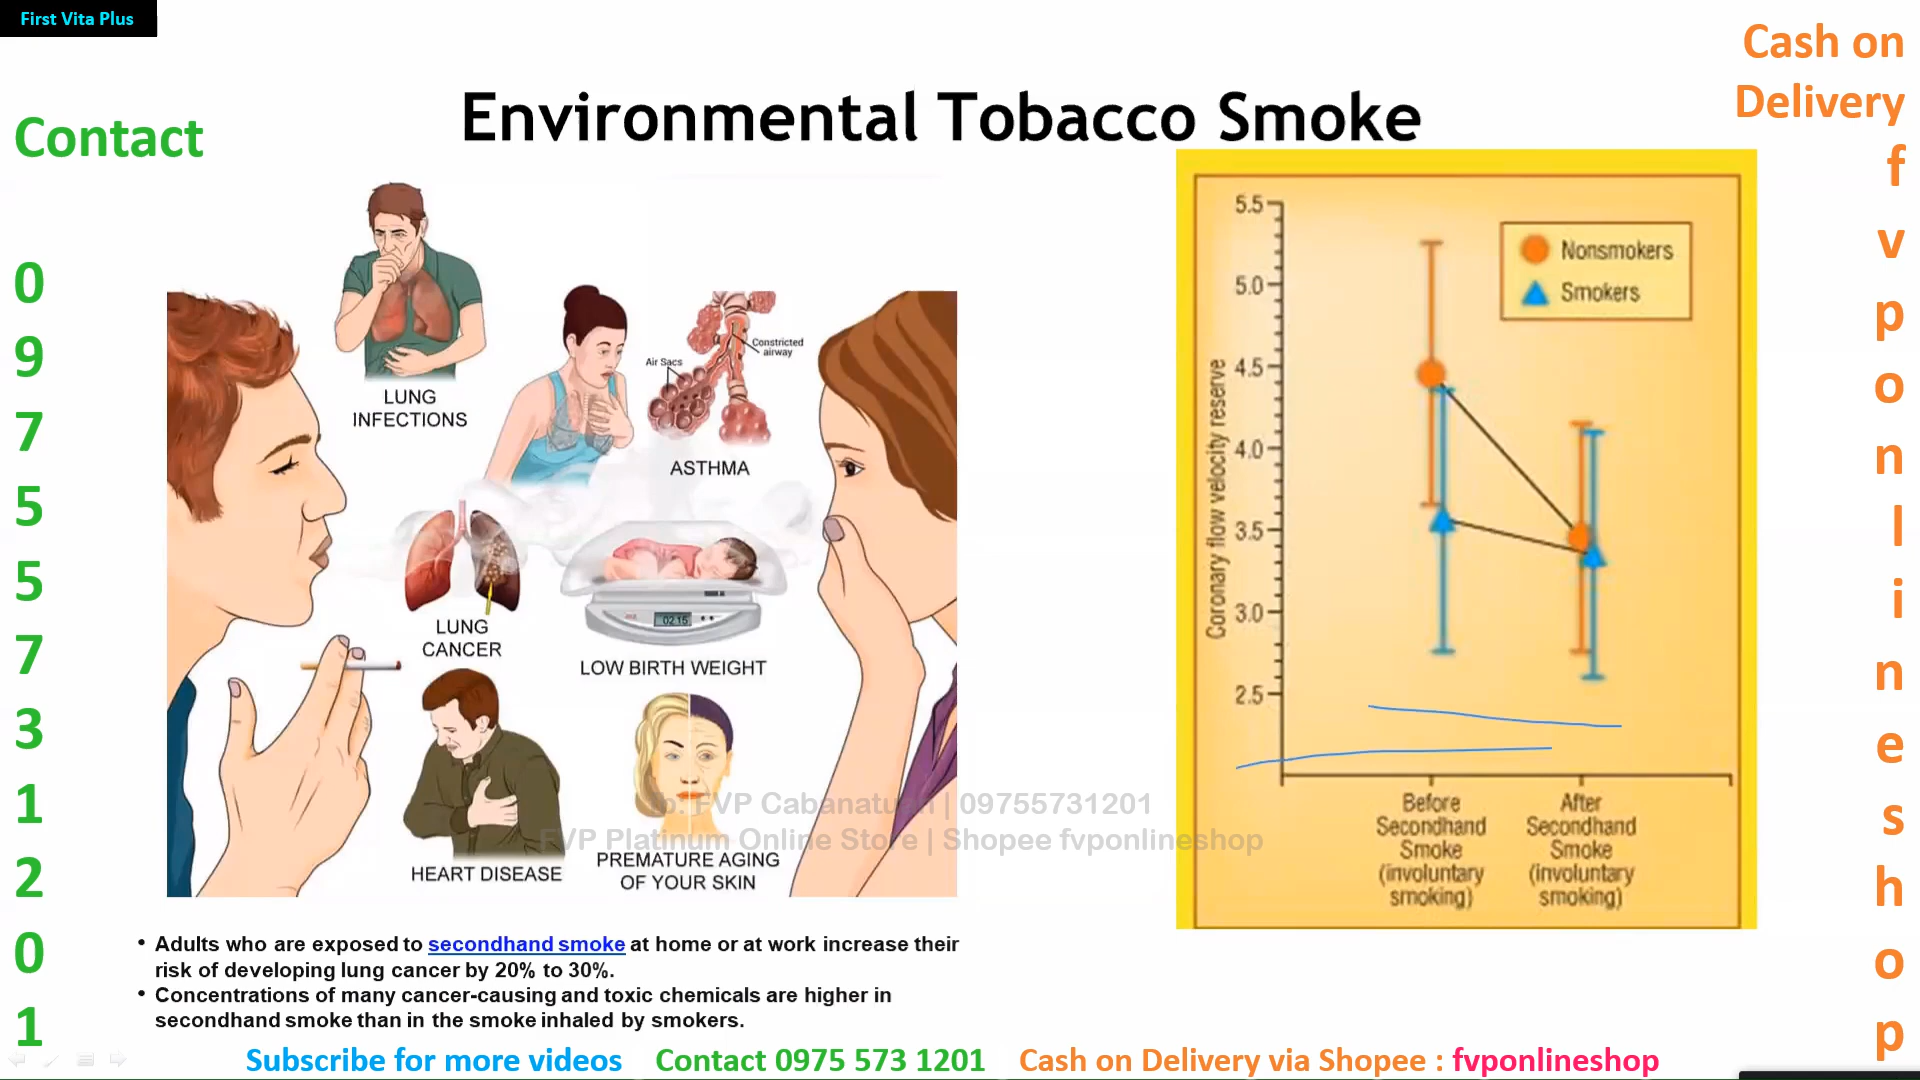 First Vita Plus
Cash on
Delivery
f
v
p
o
n
l
i
n
e
s
h
o
p
Contact
0
9
7
5
5
7
3
1
2
0
1
Environmental Tobacco Smoke
LUNG
INFECTIONS
Air Sacs
Constricted
airway
ASTHMA
LUNG
CANCER
02.15
LOW BIRTH WEIGHT
HEART DISEASE
PREMATURE AGING
OF YOUR SKIN
Coronary flow velocity reserve
5.5
5.0
4.5
4.0
3.5
3.0
2.5
Nonsmokers
Smokers
Before
Secondhand
Smoke
(involuntary
smoking)
After
Secondhand
Smoke
(involuntary
smoking)
FVP Cabanatuan | 09755731201
FVP Platinum Online Store | Shopee fvponlineshop
• Adults who are exposed to secondhand smoke at home or at work increase their
risk of developing lung cancer by 20% to 30%.
• Concentrations of many cancer-causing and toxic chemicals are higher in
secondhand smoke than in the smoke inhaled by smokers.
Subscribe for more videos Contact 0975 573 1201 Cash on Delivery via Shopee : fvponlineshop